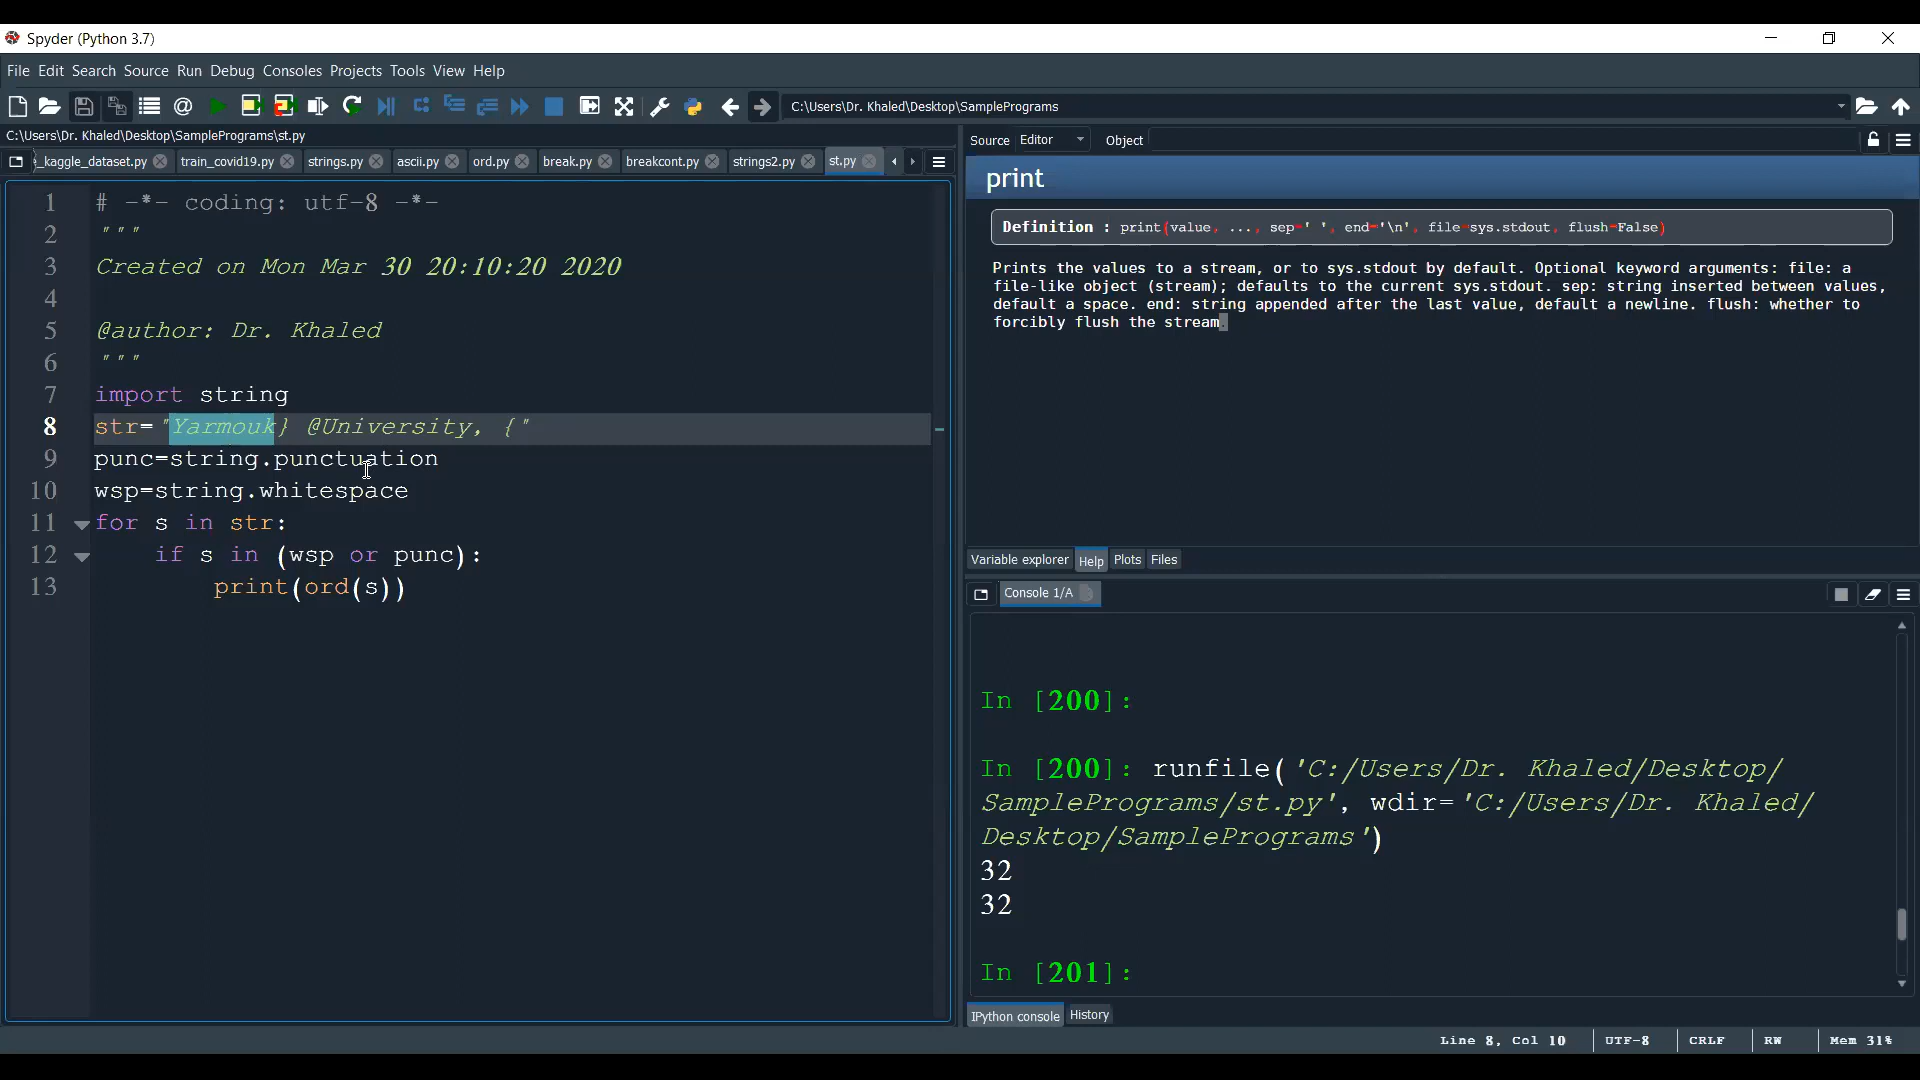 Spyder (Python 3.7)
File Edit Search Source Run Debug Consoles Projects Tools View Help
C:\Users\Dr. Khaled\Desktop\SamplePrograms
C:\Users\Dr. Khaled\Desktop\SamplePrograms\st.py
_kaggle_dataset.py train_covid19.py strings.py ascii.py ord.py break.py breakcont.py strings2.py st.py
1 # -*- coding: utf-8 -*-
2 """
3 Created on Mon Mar 30 20:10:20 2020
4
5 @author: Dr. Khaled
6 """
7 import string
8 str="Yarmouk} @University, {"
9 punc=string.punctuation
10 wsp=string.whitespace
11 for s in str:
12 if s in (wsp or punc):
13 print(ord(s))
Source Editor Object
print
Definition : print(value, ..., sep=' ', end='\n', file=sys.stdout, flush=False)
Prints the values to a stream, or to sys.stdout by default. Optional keyword arguments: file: a
file-like object (stream); defaults to the current sys.stdout. sep: string inserted between values,
default a space. end: string appended after the last value, default a newline. flush: whether to
forcibly flush the stream.
Variable explorer Help Plots Files
Console 1/A
In [200]:
In [200]: runfile('C:/Users/Dr. Khaled/Desktop/
SamplePrograms/st.py', wdir='C:/Users/Dr. Khaled/
Desktop/SamplePrograms')
32
32
In [201]:
IPython console History
Line 8, Col 10 UTF-8 CRLF RW Mem 31%